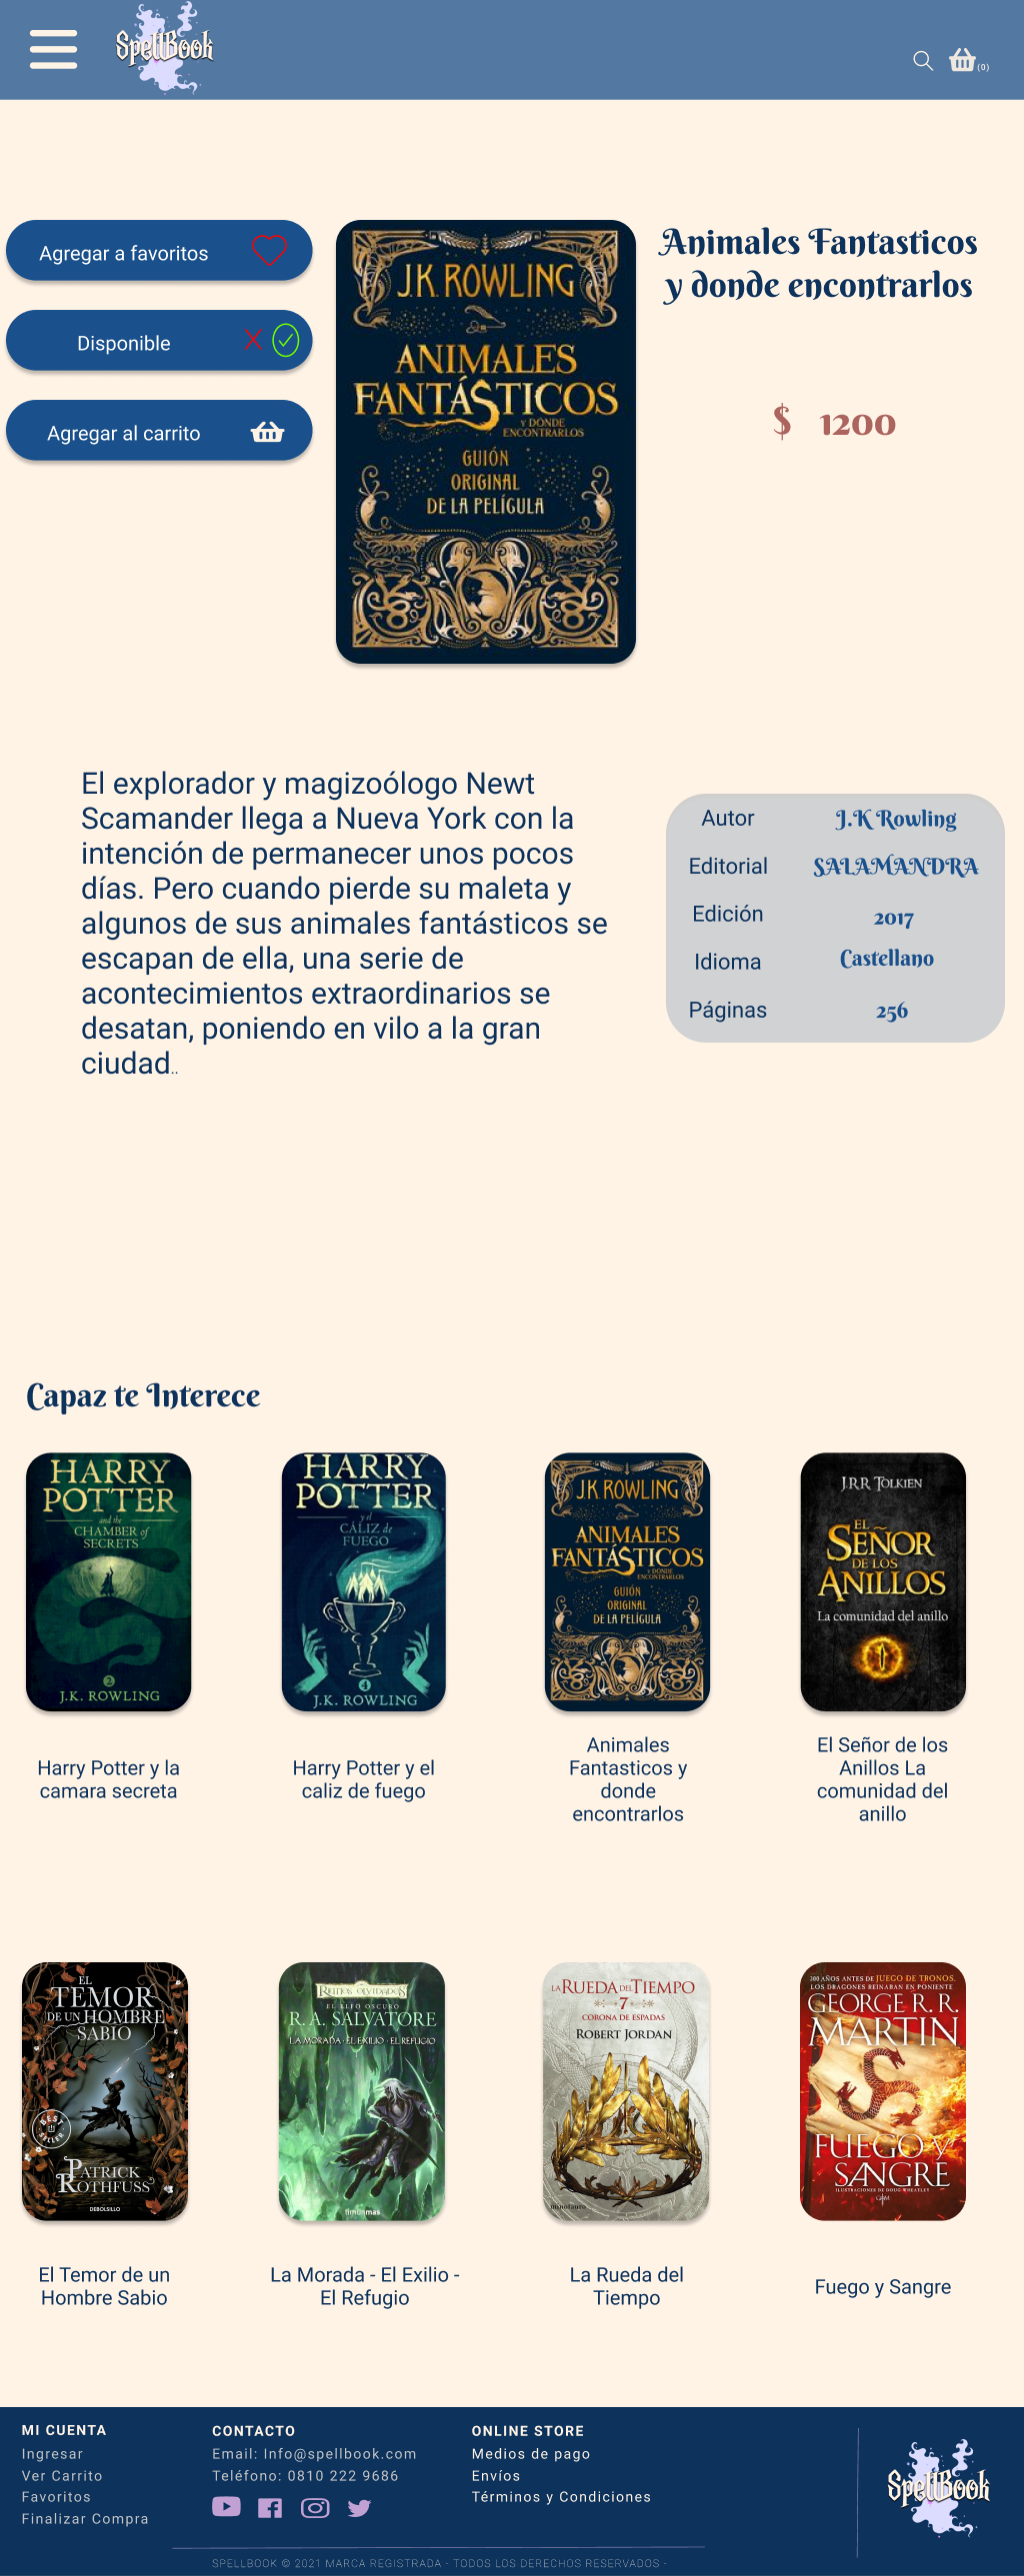 SpellBook
(0)
Agregar a favoritos
Disponible
Agregar al carrito
J.K. ROWLING
ANIMALES
FANTÁSTICOS
Y DÓNDE
ENCONTRARLOS
GUIÓN
ORIGINAL
DE LA PELÍCULA
Animales Fantasticos
y donde encontrarlos
$ 1200
El explorador y magizoólogo Newt
Scamander llega a Nueva York con la
intención de permanecer unos pocos
días. Pero cuando pierde su maleta y
algunos de sus animales fantásticos se
escapan de ella, una serie de
acontecimientos extraordinarios se
desatan, poniendo en vilo a la gran
ciudad..
Autor J.K Rowling
Editorial SALAMANDRA
Edición 2017
Idioma Castellano
Páginas 256
Capaz te Interece
HARRY
POTTER
and the
CHAMBER of
SECRETS
2
J.K. ROWLING
HARRY
POTTER
y el
CÁLIZ de
FUEGO
4
J.K. ROWLING
J.K. ROWLING
ANIMALES
FANTÁSTICOS
Y DÓNDE
ENCONTRARLOS
GUIÓN
ORIGINAL
DE LA PELÍCULA
J.R.R. TOLKIEN
EL
SEÑOR
DE LOS
ANILLOS
La comunidad del anillo
Harry Potter y la
camara secreta
Harry Potter y el
caliz de fuego
Animales
Fantasticos y
donde
encontrarlos
El Señor de los
Anillos La
comunidad del
anillo
EL
TEMOR
DE UN HOMBRE
SABIO
BEST
SELLER
PATRICK
ROTHFUSS
DEBOLSILLO
REINOS OLVIDADOS
EL ELFO OSCURO
R. A. SALVATORE
LA MORADA · EL EXILIO · EL REFUGIO
timunmas
LA RUEDA DEL TIEMPO
7
CORONA DE ESPADAS
ROBERT JORDAN
minotauro
300 AÑOS ANTES DE JUEGO DE TRONOS,
LOS DRAGONES REINABAN EN PONIENTE
GEORGE R. R.
MARTIN
FUEGO Y
SANGRE
ILUSTRACIONES DE DOUG WHEATLEY
El Temor de un
Hombre Sabio
La Morada - El Exilio -
El Refugio
La Rueda del
Tiempo
Fuego y Sangre
MI CUENTA
Ingresar
Ver Carrito
Favoritos
Finalizar Compra
CONTACTO
Email: Info@spellbook.com
Teléfono: 0810 222 9686
ONLINE STORE
Medios de pago
Envíos
Términos y Condiciones
SpellBook
SPELLBOOK © 2021 MARCA REGISTRADA - TODOS LOS DERECHOS RESERVADOS -